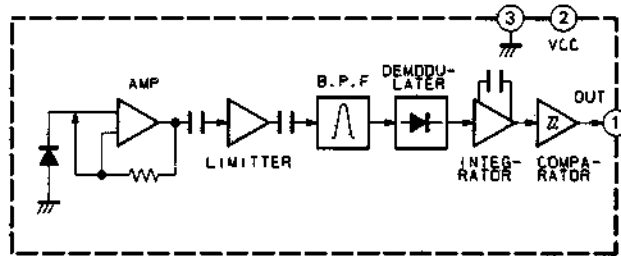 3
2
VCC
AMP
LIMITTER
B.P.F
DEMODU-
LATER
INTEG-
RATOR
COMPA-
RATOR
OUT
1